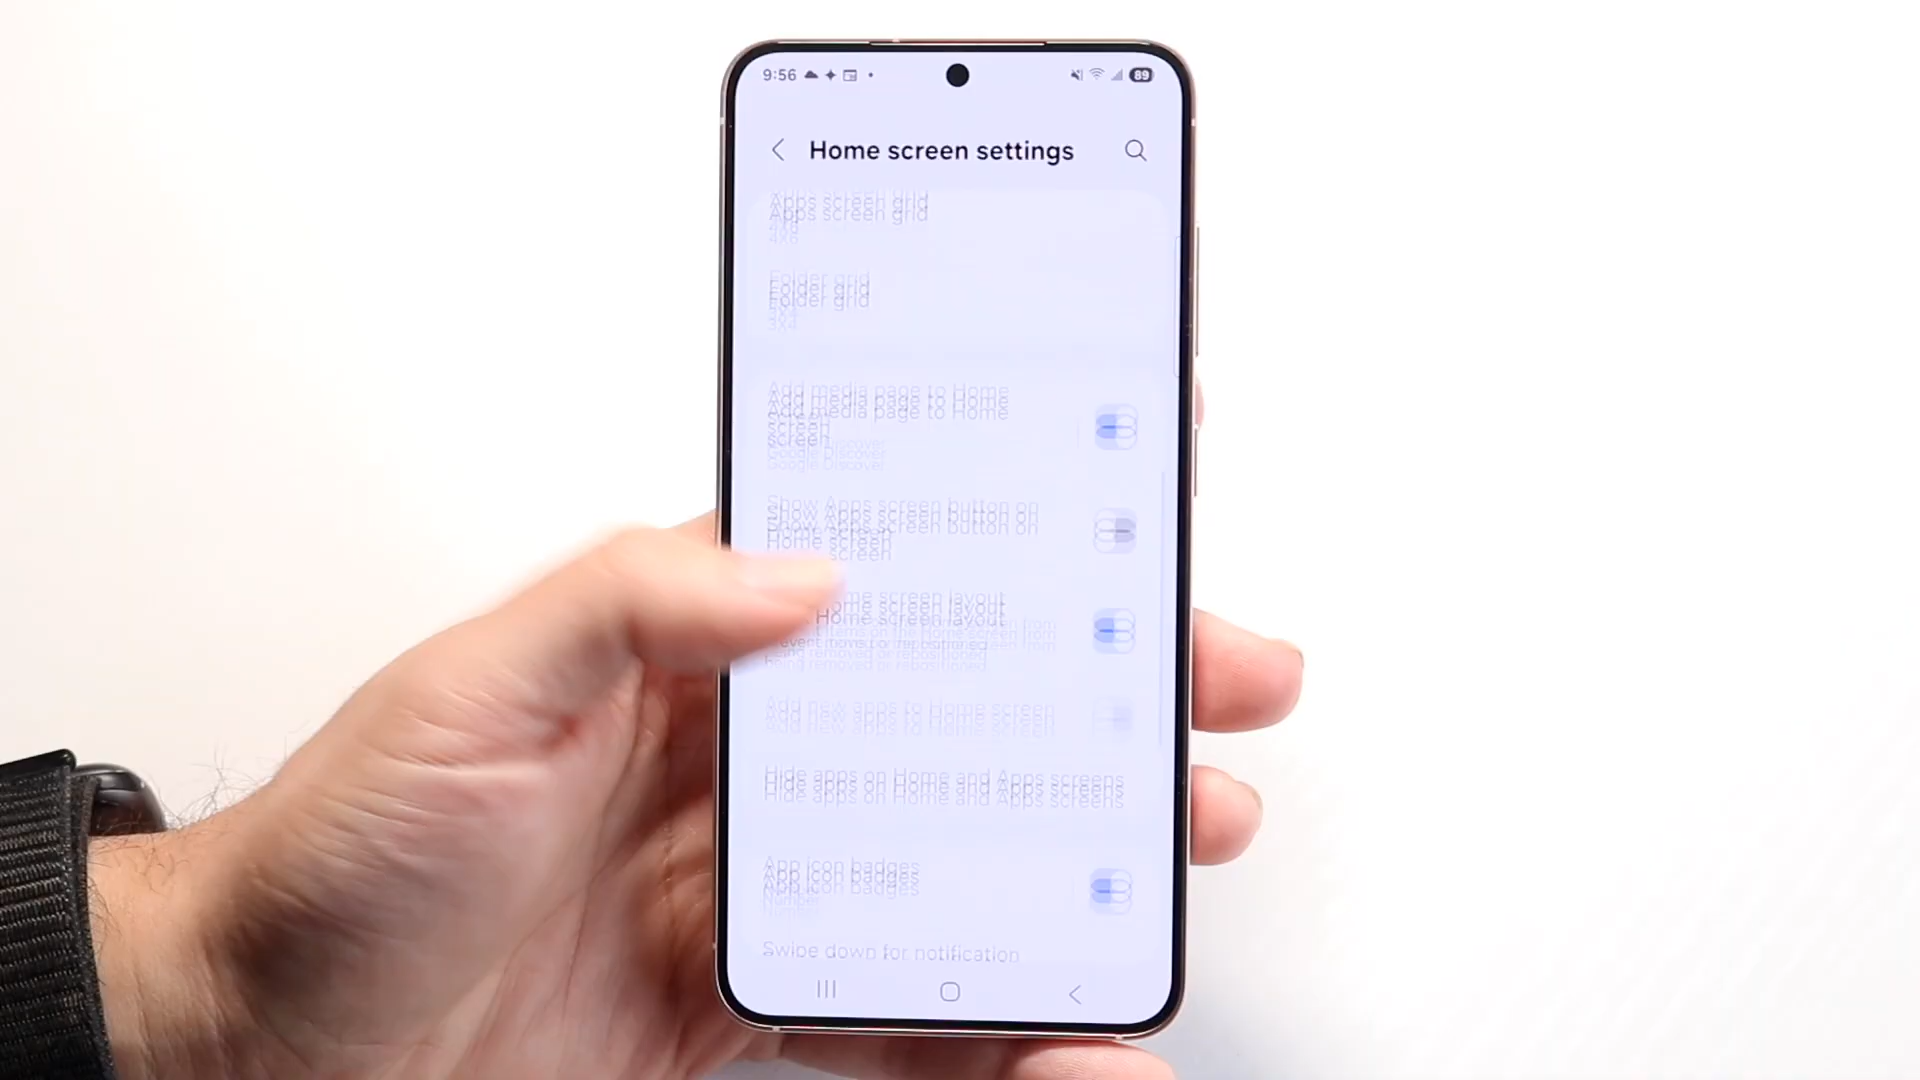 9:56
89
Home screen settings
Apps screen grid
4x6
Folder grid
3x4
Add media page to Home
screen
Google Discover
Show Apps screen button on
Home screen
Home screen layout
items on the Home screen from
being removed or repositioned
Add new apps to Home screen
Hide apps on Home and Apps screens
App icon badges
Number
Swipe down for notification